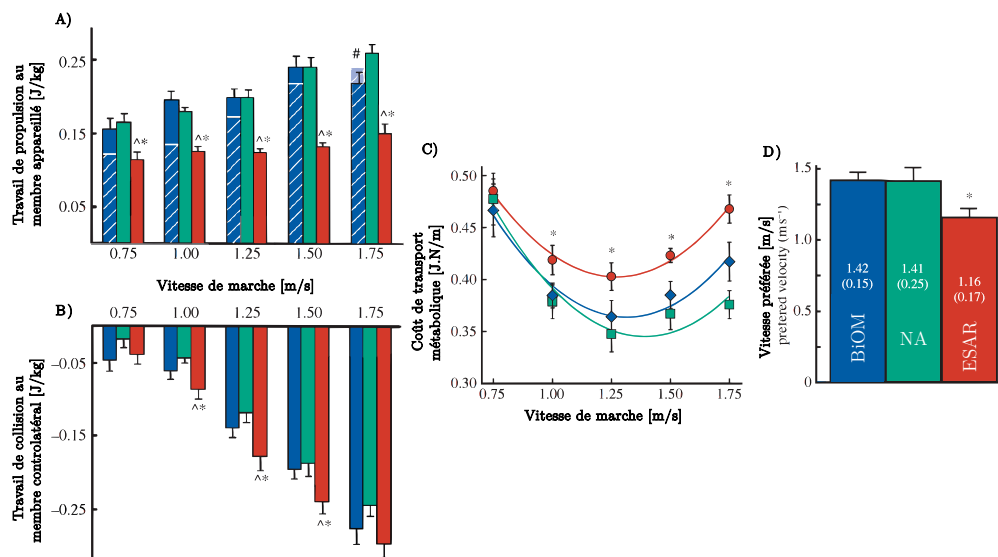 A)
Travail de propulsion au
membre appareillé [J/kg]
0.25
0.15
0.05
#
^*
^*
^*
^*
^*
0.75
1.00
1.25
1.50
1.75
Vitesse de marche [m/s]
B)
Travail de collision au
membre controlatéral [J/kg]
−0.05
−0.15
−0.25
0.75
1.00
1.25
1.50
1.75
^*
^*
^*
C)
Coût de transport
métabolique [J.N/m]
0.50
0.45
0.40
0.35
0.30
*
*
*
*
0.75
1.00
1.25
1.50
1.75
Vitesse de marche [m/s]
D)
Vitesse préférée [m/s]
pretered velocity (ms⁻¹)
1.5
1.0
0.5
0
1.42
(0.15)
BiOM
1.41
(0.25)
NA
*
1.16
(0.17)
ESAR